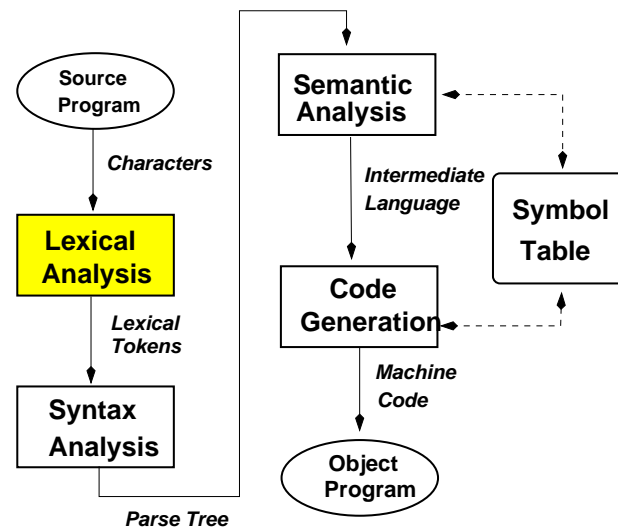 Source
Program
Characters
Lexical
Analysis
Lexical
Tokens
Syntax
Analysis
Parse Tree
Semantic
Analysis
Intermediate
Language
Symbol
Table
Code
Generation
Machine
Code
Object
Program